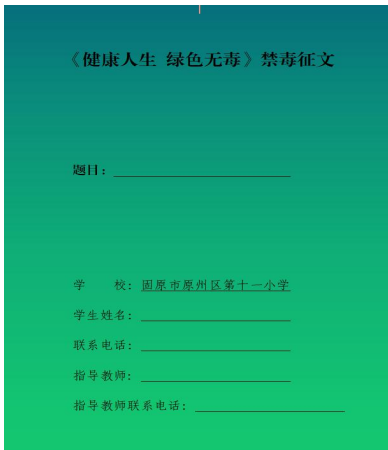 《健康人生 绿色无毒》禁毒征文
题目：
学 校：固原市原州区第十一小学
学生姓名：
联系电话：
指导教师：
指导教师联系电话：